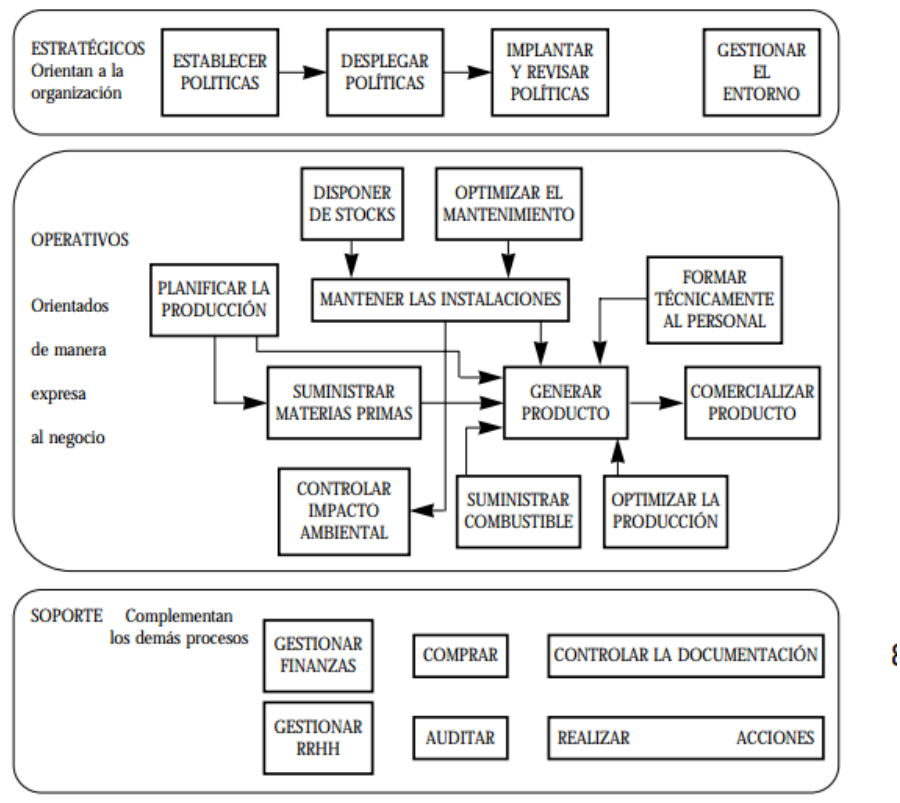 ESTRATÉGICOS
Orientan a la
organización
ESTABLECER
POLITICAS
DESPLEGAR
POLÍTICAS
IMPLANTAR
Y REVISAR
POLÍTICAS
GESTIONAR
EL
ENTORNO
OPERATIVOS
Orientados
de manera
expresa
al negocio
DISPONER
DE STOCKS
OPTIMIZAR EL
MANTENIMIENTO
PLANIFICAR LA
PRODUCCIÓN
MANTENER LAS INSTALACIONES
FORMAR
TÉCNICAMENTE
AL PERSONAL
SUMINISTRAR
MATERIAS PRIMAS
GENERAR
PRODUCTO
COMERCIALIZAR
PRODUCTO
CONTROLAR
IMPACTO
AMBIENTAL
SUMINISTRAR
COMBUSTIBLE
OPTIMIZAR LA
PRODUCCIÓN
SOPORTE Complementan
los demás procesos
GESTIONAR
FINANZAS
COMPRAR
CONTROLAR LA DOCUMENTACIÓN
GESTIONAR
RRHH
AUDITAR
REALIZAR ACCIONES